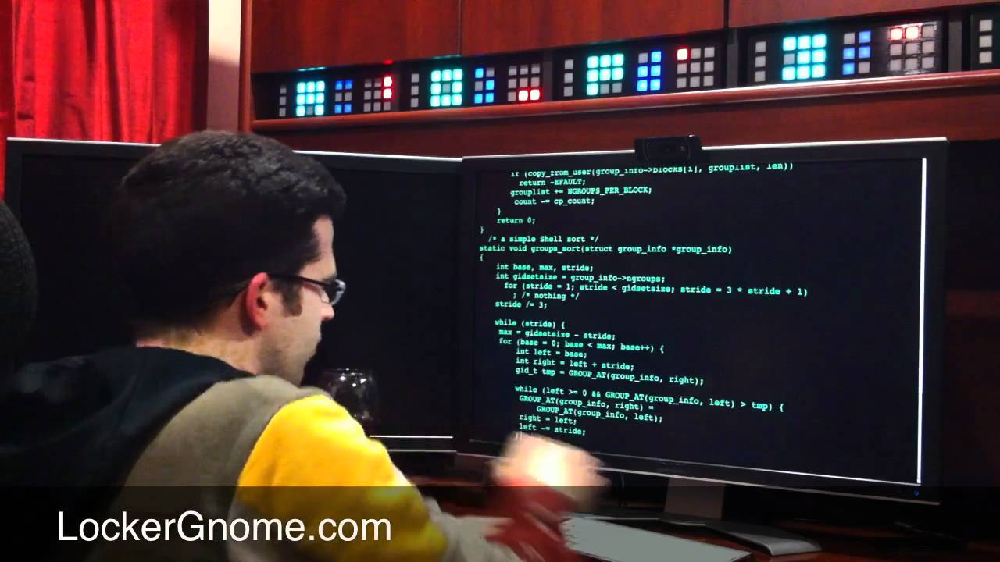 if (copy_from_user(group_info->blocks[i], grouplist, len))
return -EFAULT;
grouplist += NGROUPS_PER_BLOCK;
count -= cp_count;
}
return 0;
}
/* a simple Shell sort */
static void groups_sort(struct group_info *group_info)
{
int base, max, stride;
int gidsetsize = group_info->ngroups;
for (stride = 1; stride < gidsetsize; stride = 3 * stride + 1)
; /* nothing */
stride /= 3;
while (stride) {
max = gidsetsize - stride;
for (base = 0; base < max; base++) {
int left = base;
int right = left + stride;
gid_t tmp = GROUP_AT(group_info, right);
while (left >= 0 && GROUP_AT(group_info, left) > tmp) {
GROUP_AT(group_info, right) =
GROUP_AT(group_info, left);
right = left;
left -= stride;
LockerGnome.com